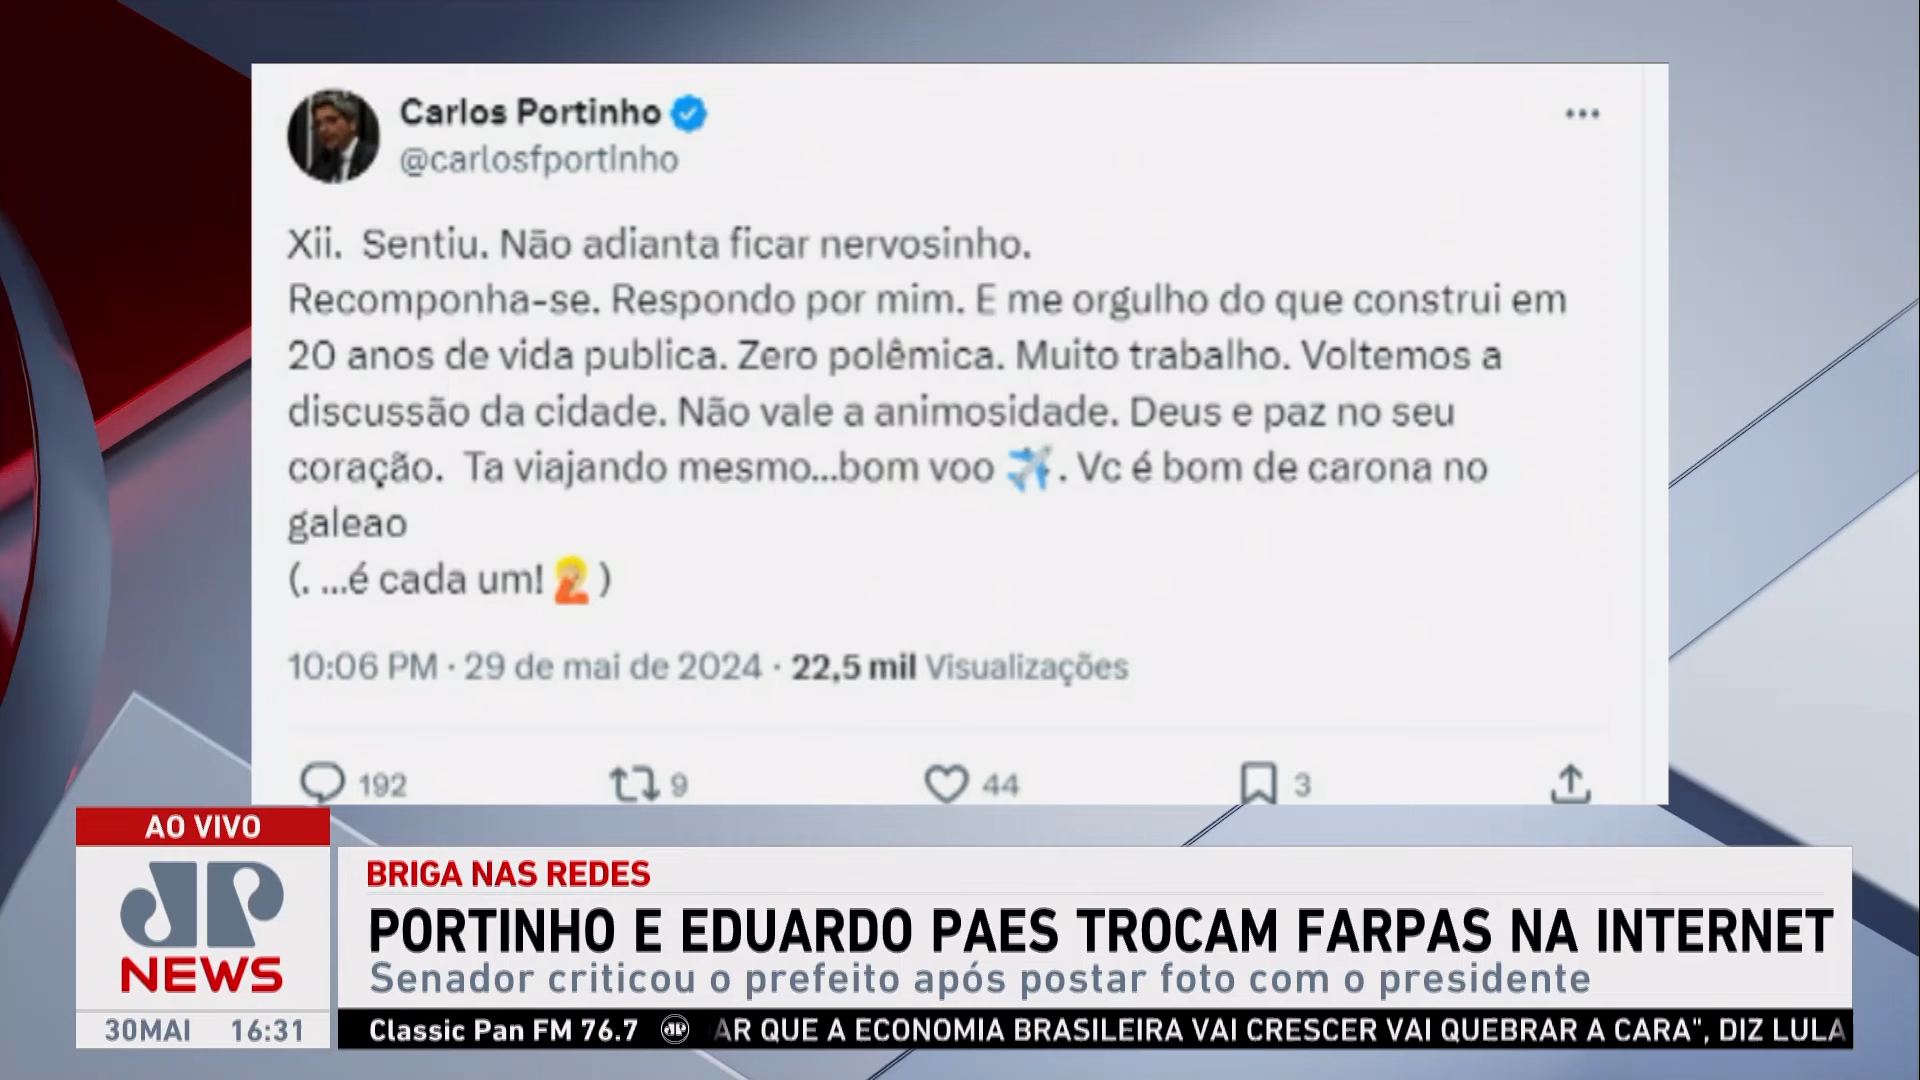 Carlos Portinho
@carlosfportinho
Xii. Sentiu. Não adianta ficar nervosinho.
Recomponha-se. Respondo por mim. E me orgulho do que construi em
20 anos de vida publica. Zero polêmica. Muito trabalho. Voltemos a
discussão da cidade. Não vale a animosidade. Deus e paz no seu
coração. Ta viajando mesmo...bom voo ✈️. Vc é bom de carona no
galeao
(. ...é cada um! 🤦)
10:06 PM · 29 de mai de 2024 · 22,5 mil Visualizações
192 9 44 3
AO VIVO
JP
NEWS
30MAI 16:31
BRIGA NAS REDES
PORTINHO E EDUARDO PAES TROCAM FARPAS NA INTERNET
Senador criticou o prefeito após postar foto com o presidente
Classic Pan FM 76.7 JP AR QUE A ECONOMIA BRASILEIRA VAI CRESCER VAI QUEBRAR A CARA", DIZ LULA